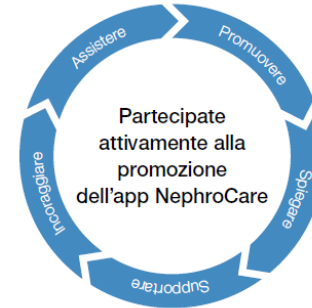 Assistere
Promuovere
Spiegare
Supportare
Incoraggiare
Partecipate
attivamente alla
promozione
dell'app NephroCare